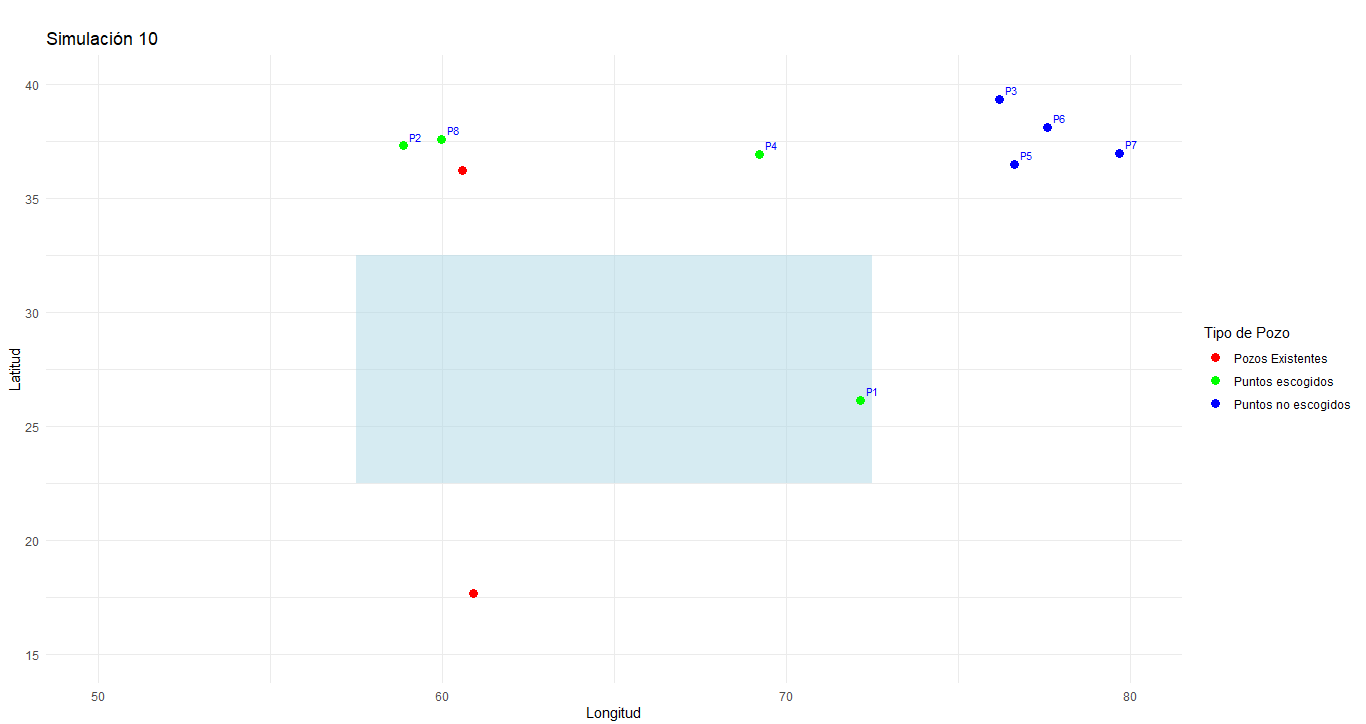 Simulación 10
40
35
30
25
20
15
Latitud
P2
P8
P4
P3
P6
P5
P7
P1
50
60
70
80
Longitud
Tipo de Pozo
Pozos Existentes
Puntos escogidos
Puntos no escogidos